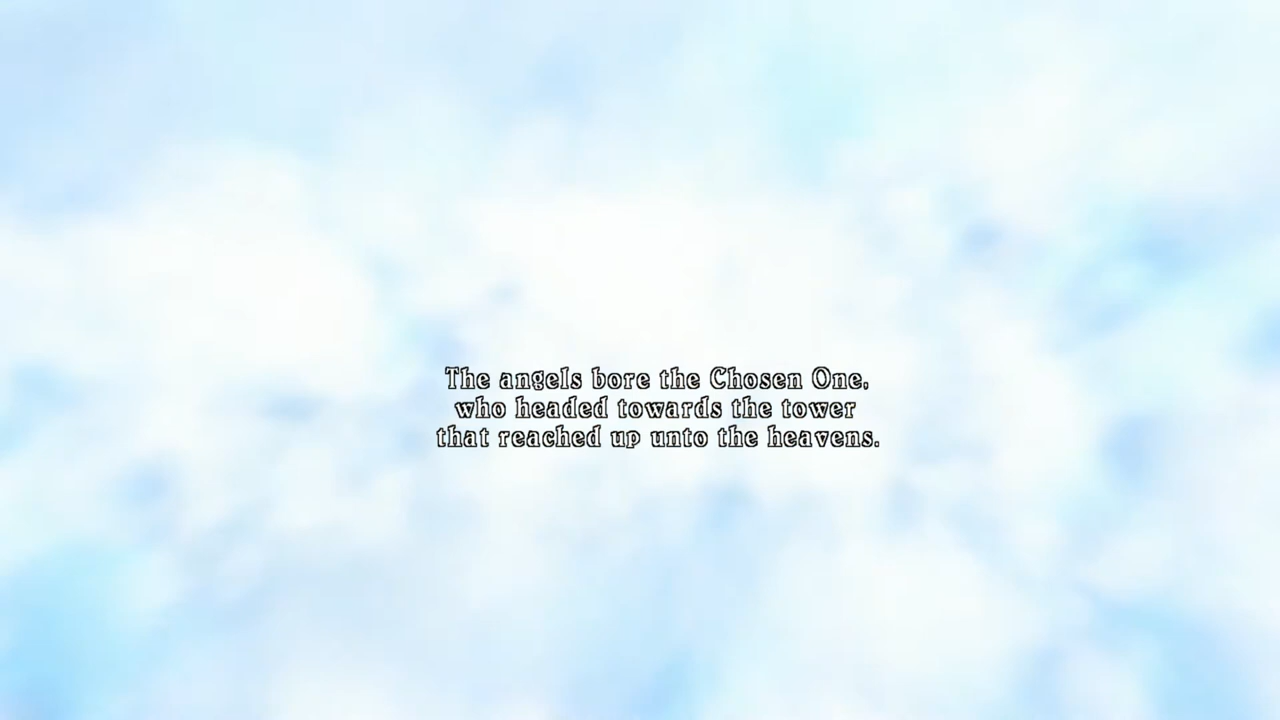 The angels bore the Chosen One,
who headed towards the tower
that reached up unto the heavens.